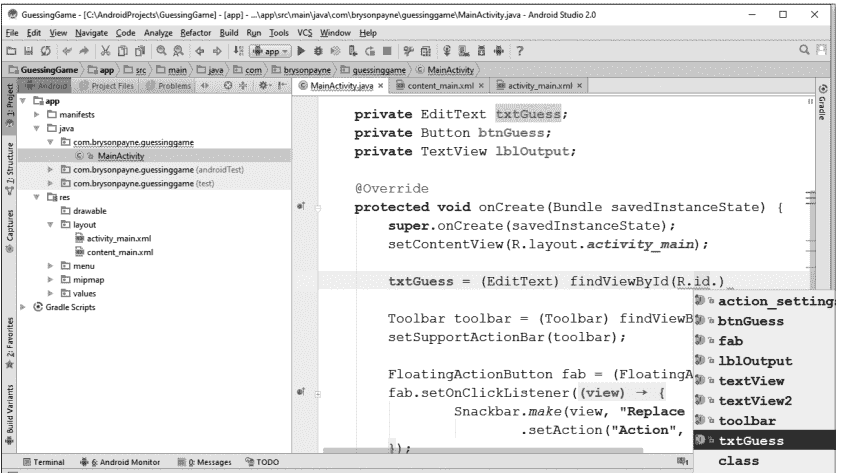 GuessingGame - [C:\AndroidProjects\GuessingGame] - [app] - ...\app\src\main\java\com\brysonpayne\guessinggame\MainActivity.java - Android Studio 2.0
File Edit View Navigate Code Analyze Refactor Build Run Tools VCS Window Help
app
GuessingGame app src main java com brysonpayne guessinggame MainActivity
Android Project Files Problems
MainActivity.java content_main.xml activity_main.xml
1: Project
7: Structure
Captures
2: Favorites
Build Variants
Gradle
app
manifests
java
com.brysonpayne.guessinggame
MainActivity
com.brysonpayne.guessinggame (androidTest)
com.brysonpayne.guessinggame (test)
res
drawable
layout
activity_main.xml
content_main.xml
menu
mipmap
values
Gradle Scripts
private EditText txtGuess;
private Button btnGuess;
private TextView lblOutput;
@Override
protected void onCreate(Bundle savedInstanceState) {
super.onCreate(savedInstanceState);
setContentView(R.layout.activity_main);
txtGuess = (EditText) findViewById(R.id.)
Toolbar toolbar = (Toolbar) findViewB
setSupportActionBar(toolbar);
FloatingActionButton fab = (FloatingA
fab.setOnClickListener((view) → {
Snackbar.make(view, "Replace
.setAction("Action",
});
action_setting
btnGuess
fab
lblOutput
textView
textView2
toolbar
txtGuess
class
Terminal 6: Android Monitor 0: Messages TODO